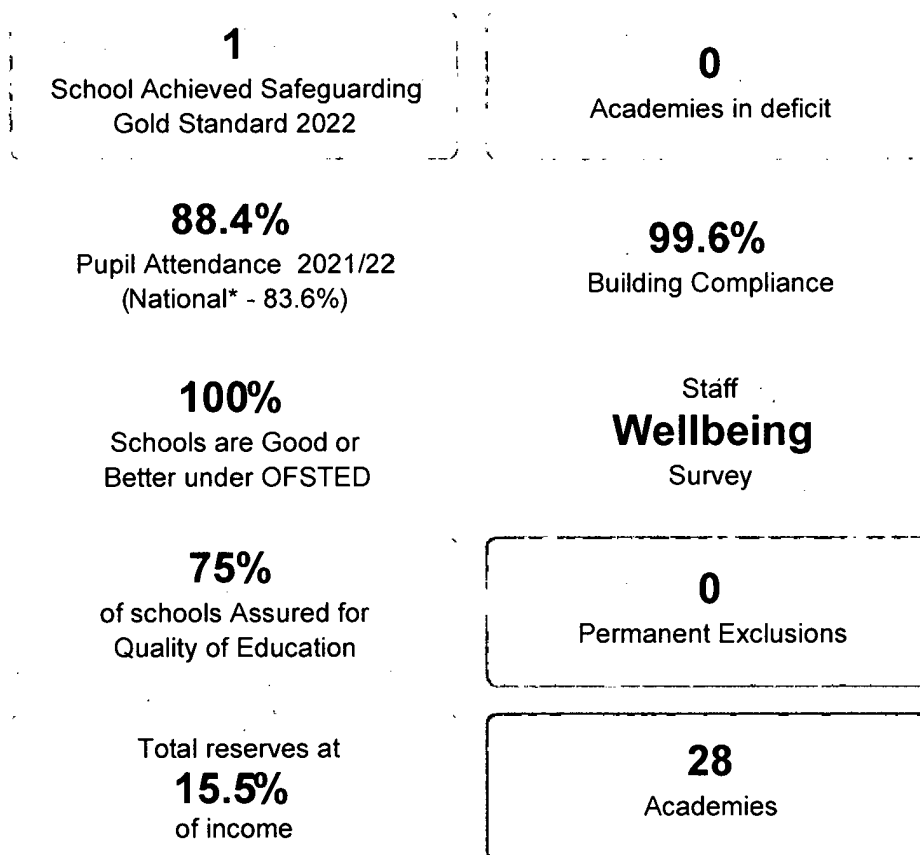 1
School Achieved Safeguarding
Gold Standard 2022
0
Academies in deficit
88.4%
Pupil Attendance 2021/22
(National* - 83.6%)
99.6%
Building Compliance
100%
Schools are Good or
Better under OFSTED
Staff
Wellbeing
Survey
75%
of schools Assured for
Quality of Education
0
Permanent Exclusions
Total reserves at
15.5%
of income
28
Academies